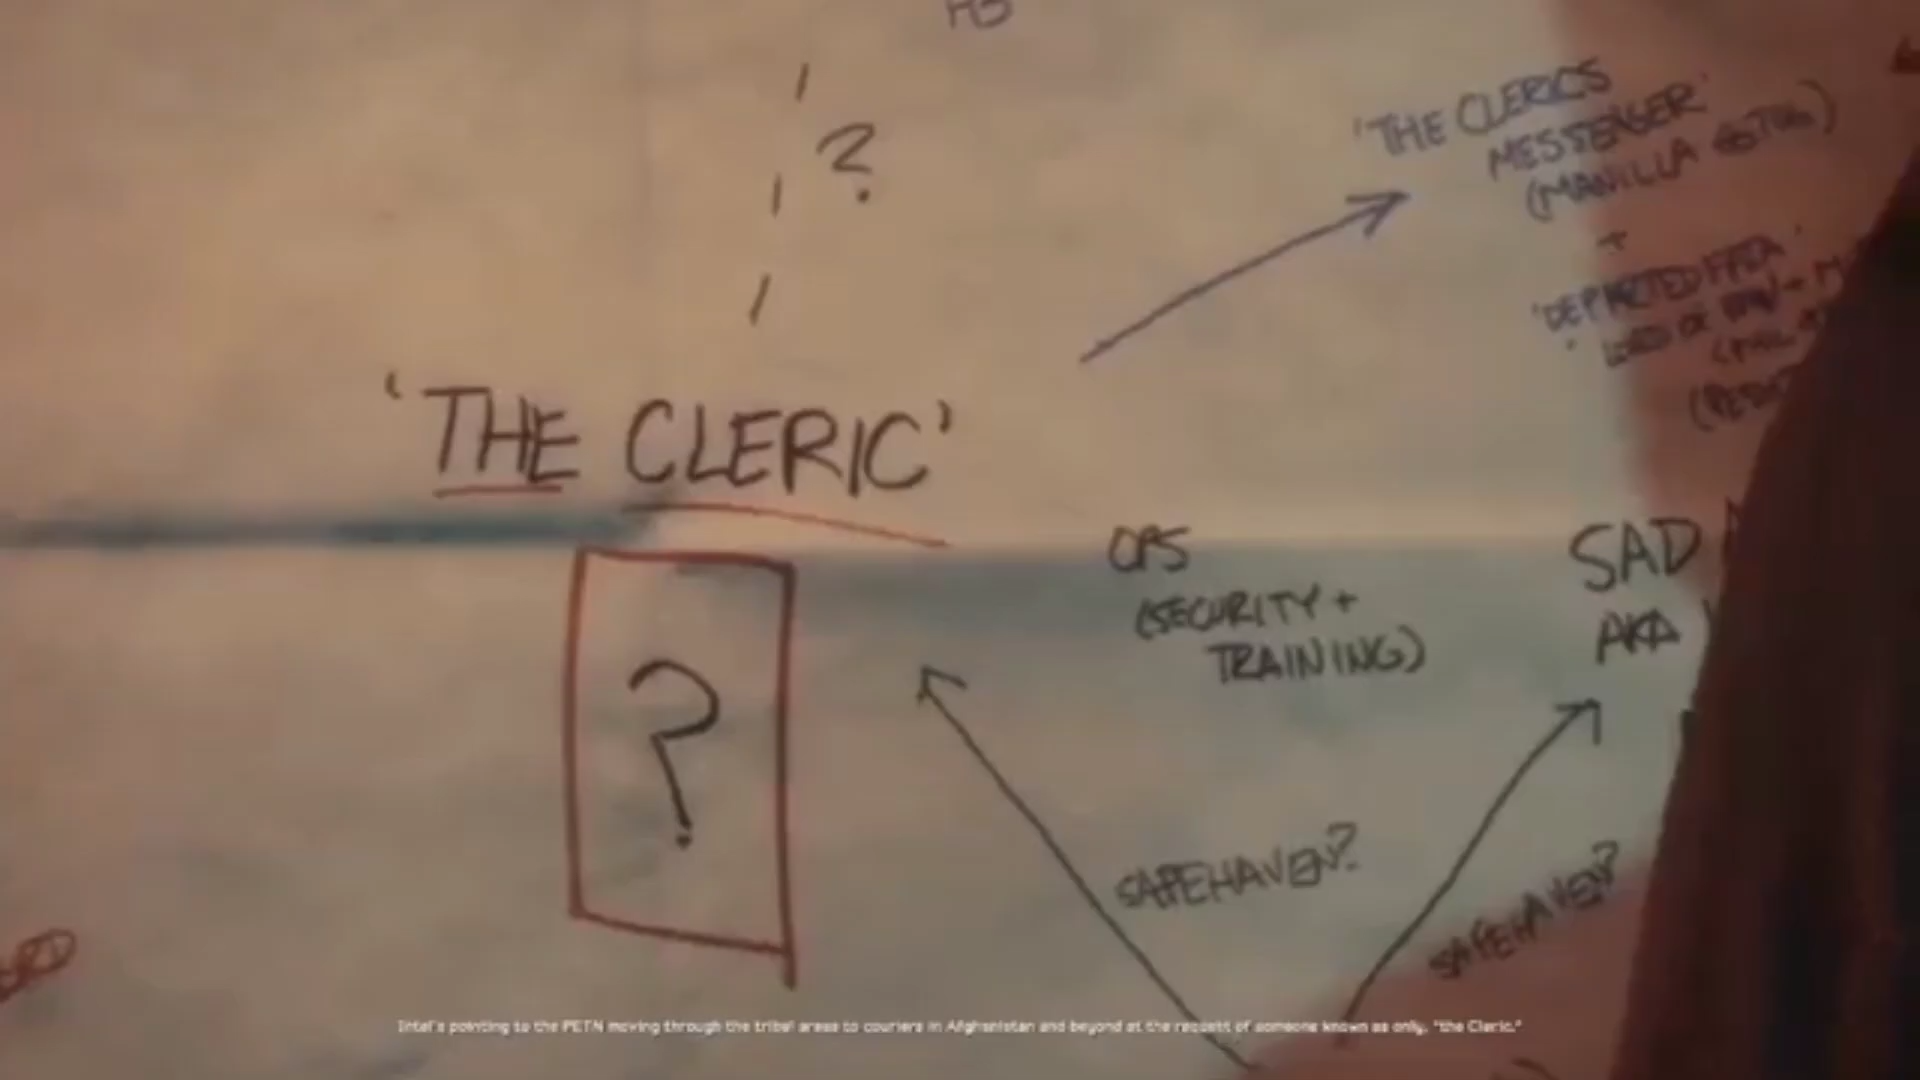 ?
'THE CLERIC'S
MESSENGER'
(MANILLA
+
'DEPARTED FATA'
'THE CLERIC'
?
OPS
(SECURITY +
TRAINING)
SAD
AKA
SAFEHAVEN?
SAFEHAVEN?
Intel's pointing to the PETN moving through the tribal areas to couriers in Afghanistan and beyond at the request of someone known as only, "the Cleric."